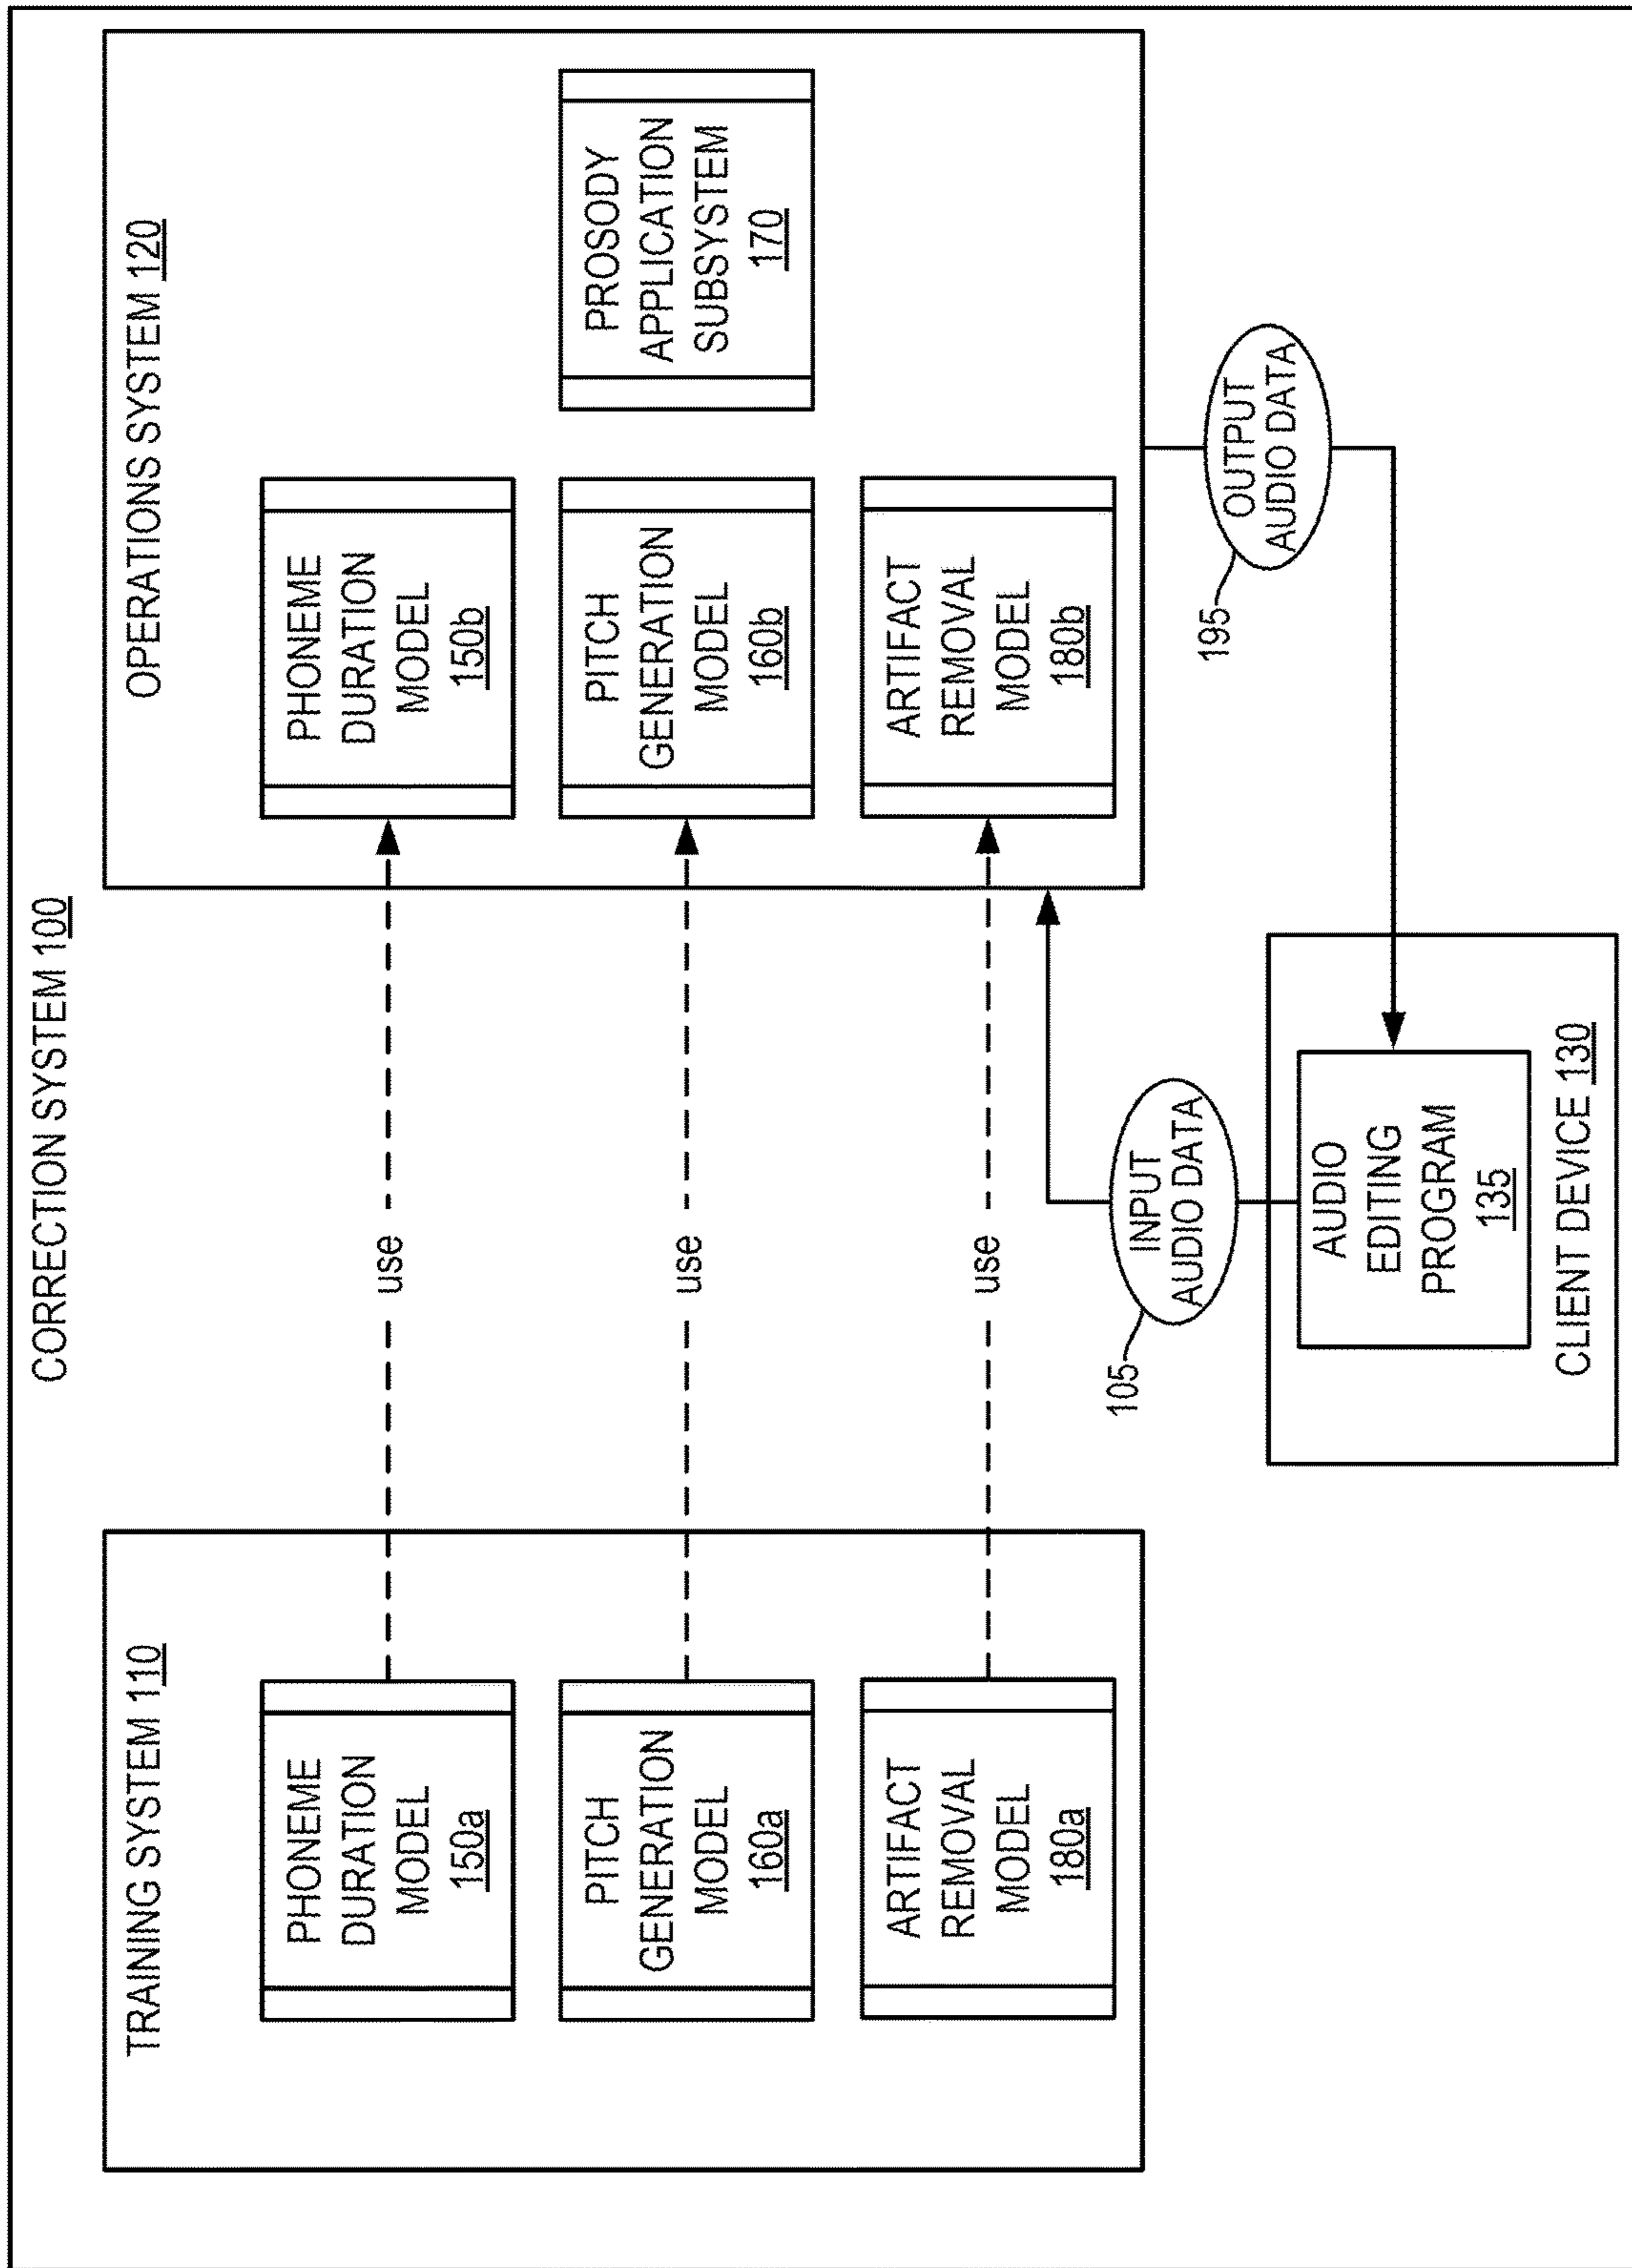 CORRECTION SYSTEM 100
TRAINING SYSTEM 110
PHONEME
DURATION
MODEL
150a
PITCH
GENERATION
MODEL
160a
ARTIFACT
REMOVAL
MODEL
180a
use
use
use
OPERATIONS SYSTEM 120
PHONEME
DURATION
MODEL
150b
PITCH
GENERATION
MODEL
160b
ARTIFACT
REMOVAL
MODEL
180b
PROSODY
APPLICATION
SUBSYSTEM
170
105
INPUT
AUDIO DATA
195
OUTPUT
AUDIO DATA
AUDIO
EDITING
PROGRAM
135
CLIENT DEVICE 130